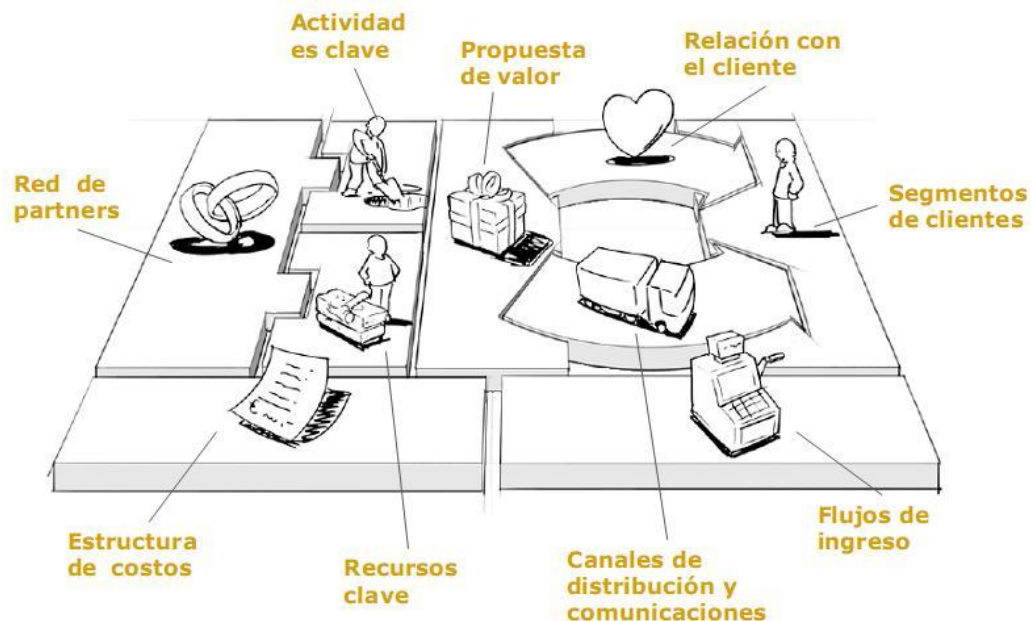 Actividad
es clave
Propuesta
de valor
Relación con
el cliente
Red de
partners
Segmentos
de clientes
Estructura
de costos
Recursos
clave
Canales de
distribución y
comunicaciones
Flujos de
ingreso